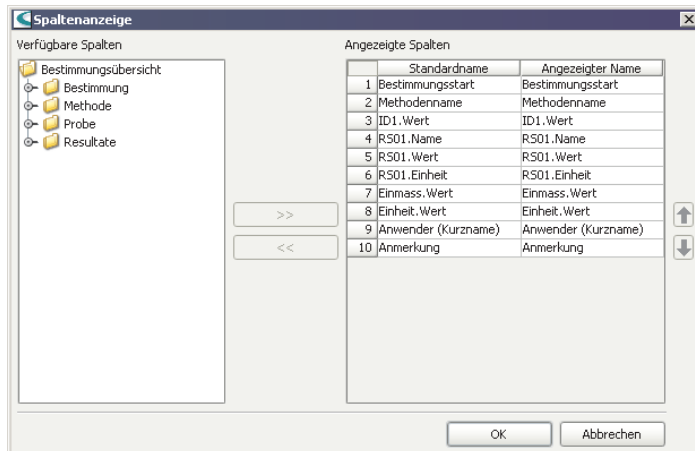 Spaltenanzeige
Verfügbare Spalten
Bestimmungsübersicht
Bestimmung
Methode
Probe
Resultate
>>
<<
Angezeigte Spalten
Standardname Angezeigter Name
1 Bestimmungsstart Bestimmungsstart
2 Methodenname Methodenname
3 ID1.Wert ID1.Wert
4 RS01.Name RS01.Name
5 RS01.Wert RS01.Wert
6 RS01.Einheit RS01.Einheit
7 Einmass.Wert Einmass.Wert
8 Einheit.Wert Einheit.Wert
9 Anwender (Kurzname) Anwender (Kurzname)
10 Anmerkung Anmerkung
OK Abbrechen